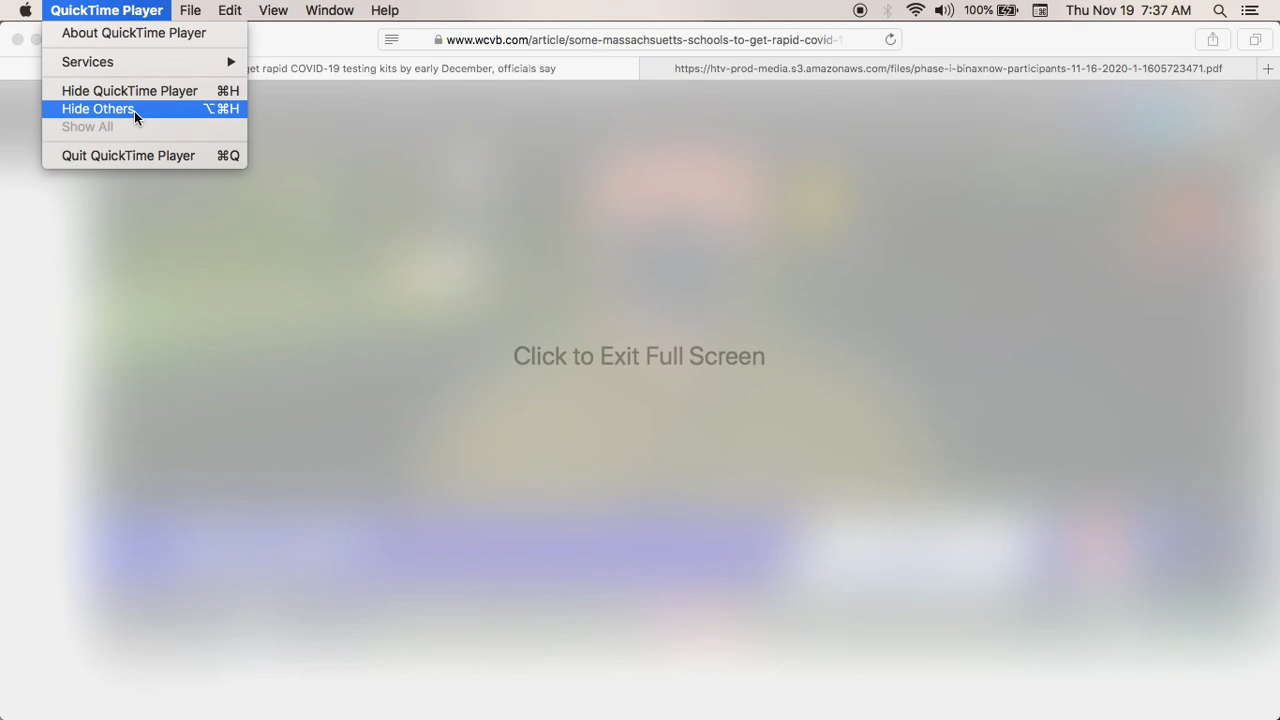 QuickTime Player File Edit View Window Help 100% Thu Nov 19 7:37 AM
About QuickTime Player
Services
Hide QuickTime Player ⌘H
Hide Others ⌥⌘H
Show All
Quit QuickTime Player ⌘Q
www.wcvb.com/article/some-massachsuetts-schools-to-get-rapid-covid-1
get rapid COVID-19 testing kits by early December, officials say
https://htv-prod-media.s3.amazonaws.com/files/phase-i-binaxnow-participants-11-16-2020-1-1605723471.pdf
Click to Exit Full Screen